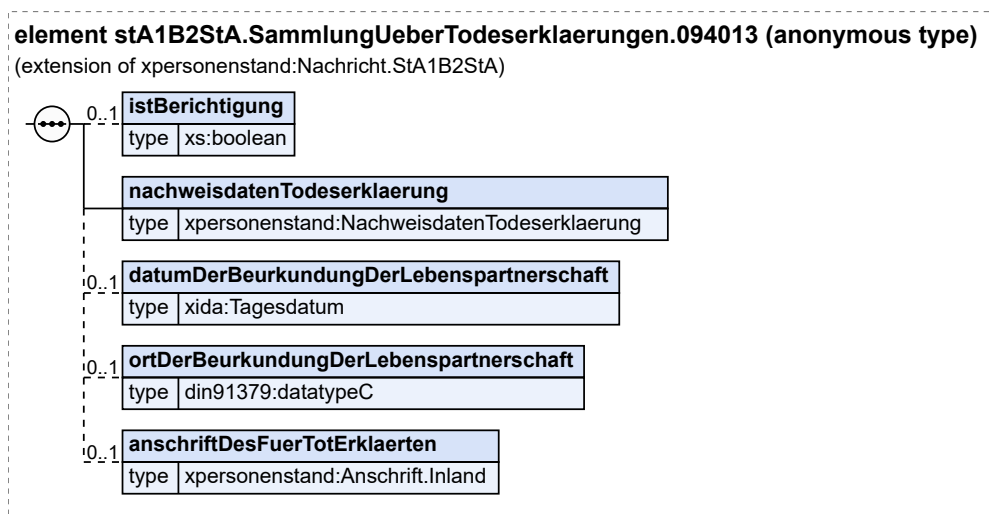 element stA1B2StA.SammlungUeberTodeserklaerungen.094013 (anonymous type)
(extension of xpersonenstand:Nachricht.StA1B2StA)
0..1
istBerichtigung
type xs:boolean
nachweisdatenTodeserklaerung
type xpersonenstand:NachweisdatenTodeserklaerung
0..1
datumDerBeurkundungDerLebenspartnerschaft
type xida:Tagesdatum
0..1
ortDerBeurkundungDerLebenspartnerschaft
type din91379:datatypeC
0..1
anschriftDesFuerTotErklaerten
type xpersonenstand:Anschrift.Inland